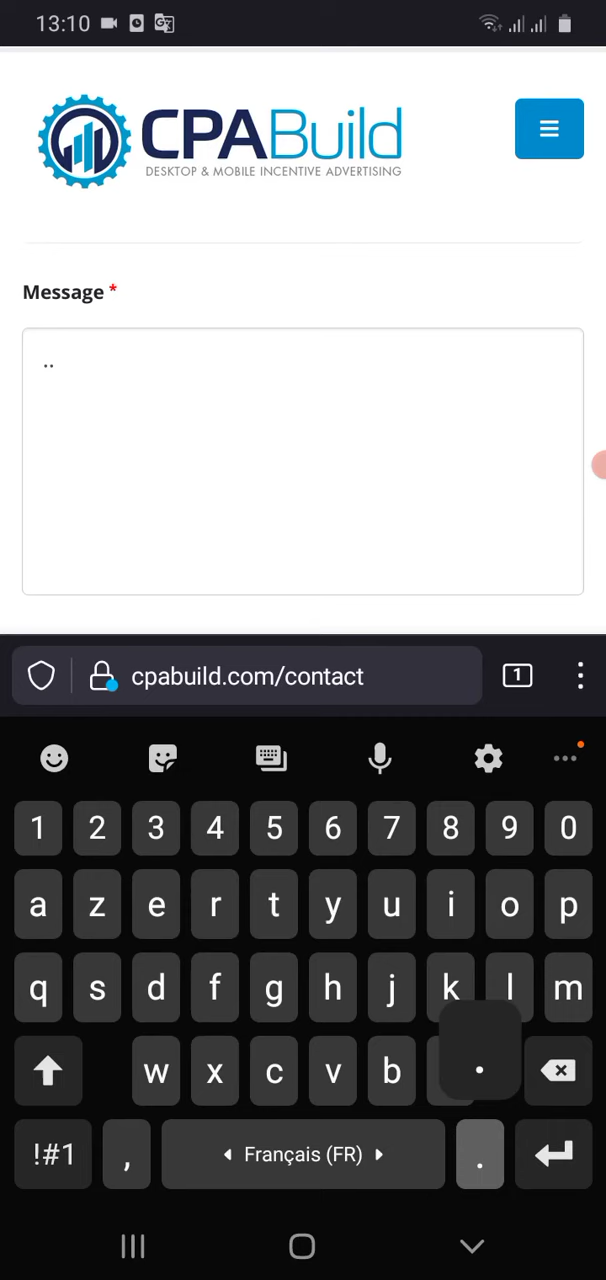 13:10
CPABuild
DESKTOP & MOBILE INCENTIVE ADVERTISING
Message *
..
cpabuild.com/contact
1
1 2 3 4 5 6 7 8 9 0
a z e r t y u i o p
q s d f g h j k l m
w x c v b .
!#1 , Français (FR) .